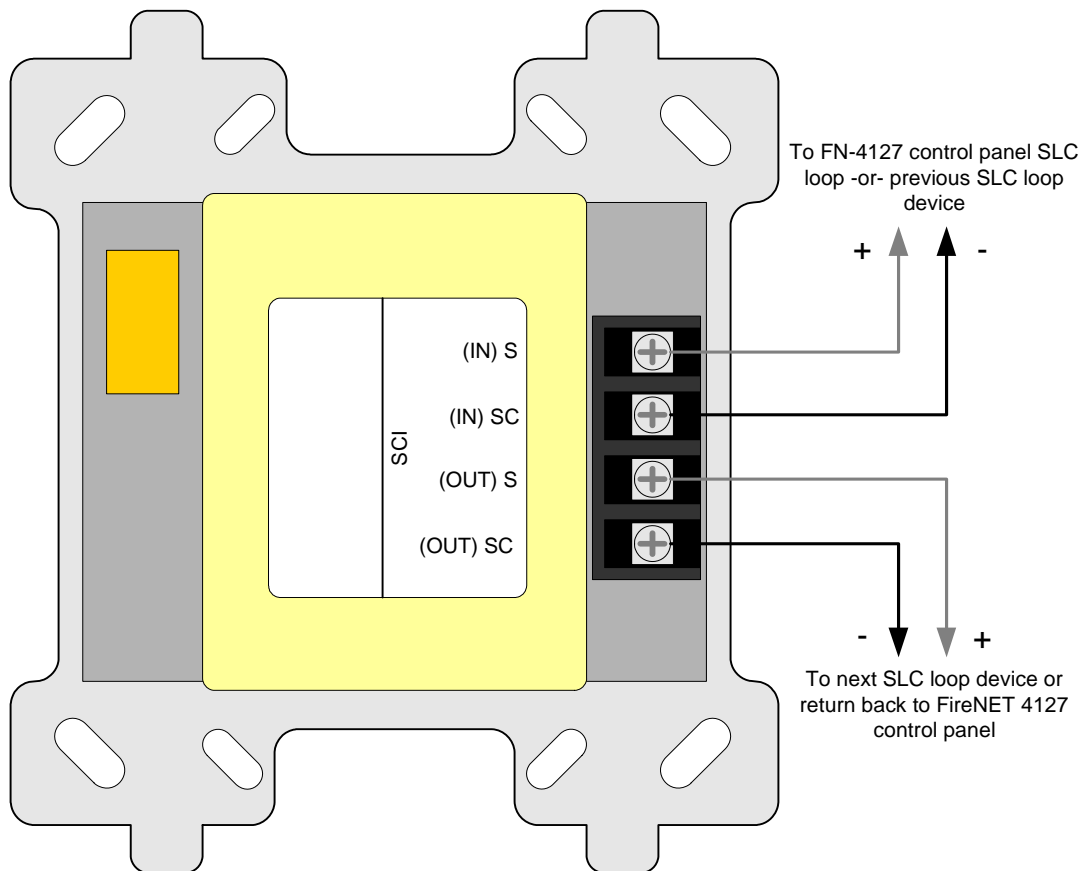 To FN-4127 control panel SLC
loop -or- previous SLC loop
device
+ -
(IN) S
(IN) SC
SCI
(OUT) S
(OUT) SC
- +
To next SLC loop device or
return back to FireNET 4127
control panel